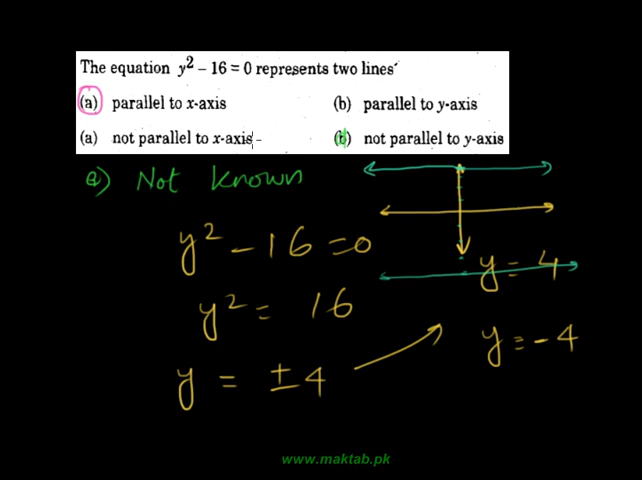 The equation y² – 16 = 0 represents two lines
(a) parallel to x-axis (b) parallel to y-axis
(a) not parallel to x-axis (b) not parallel to y-axis
a) Not known
y² - 16 = 0
y² = 16
y = ± 4
y = 4
y = - 4
www.maktab.pk